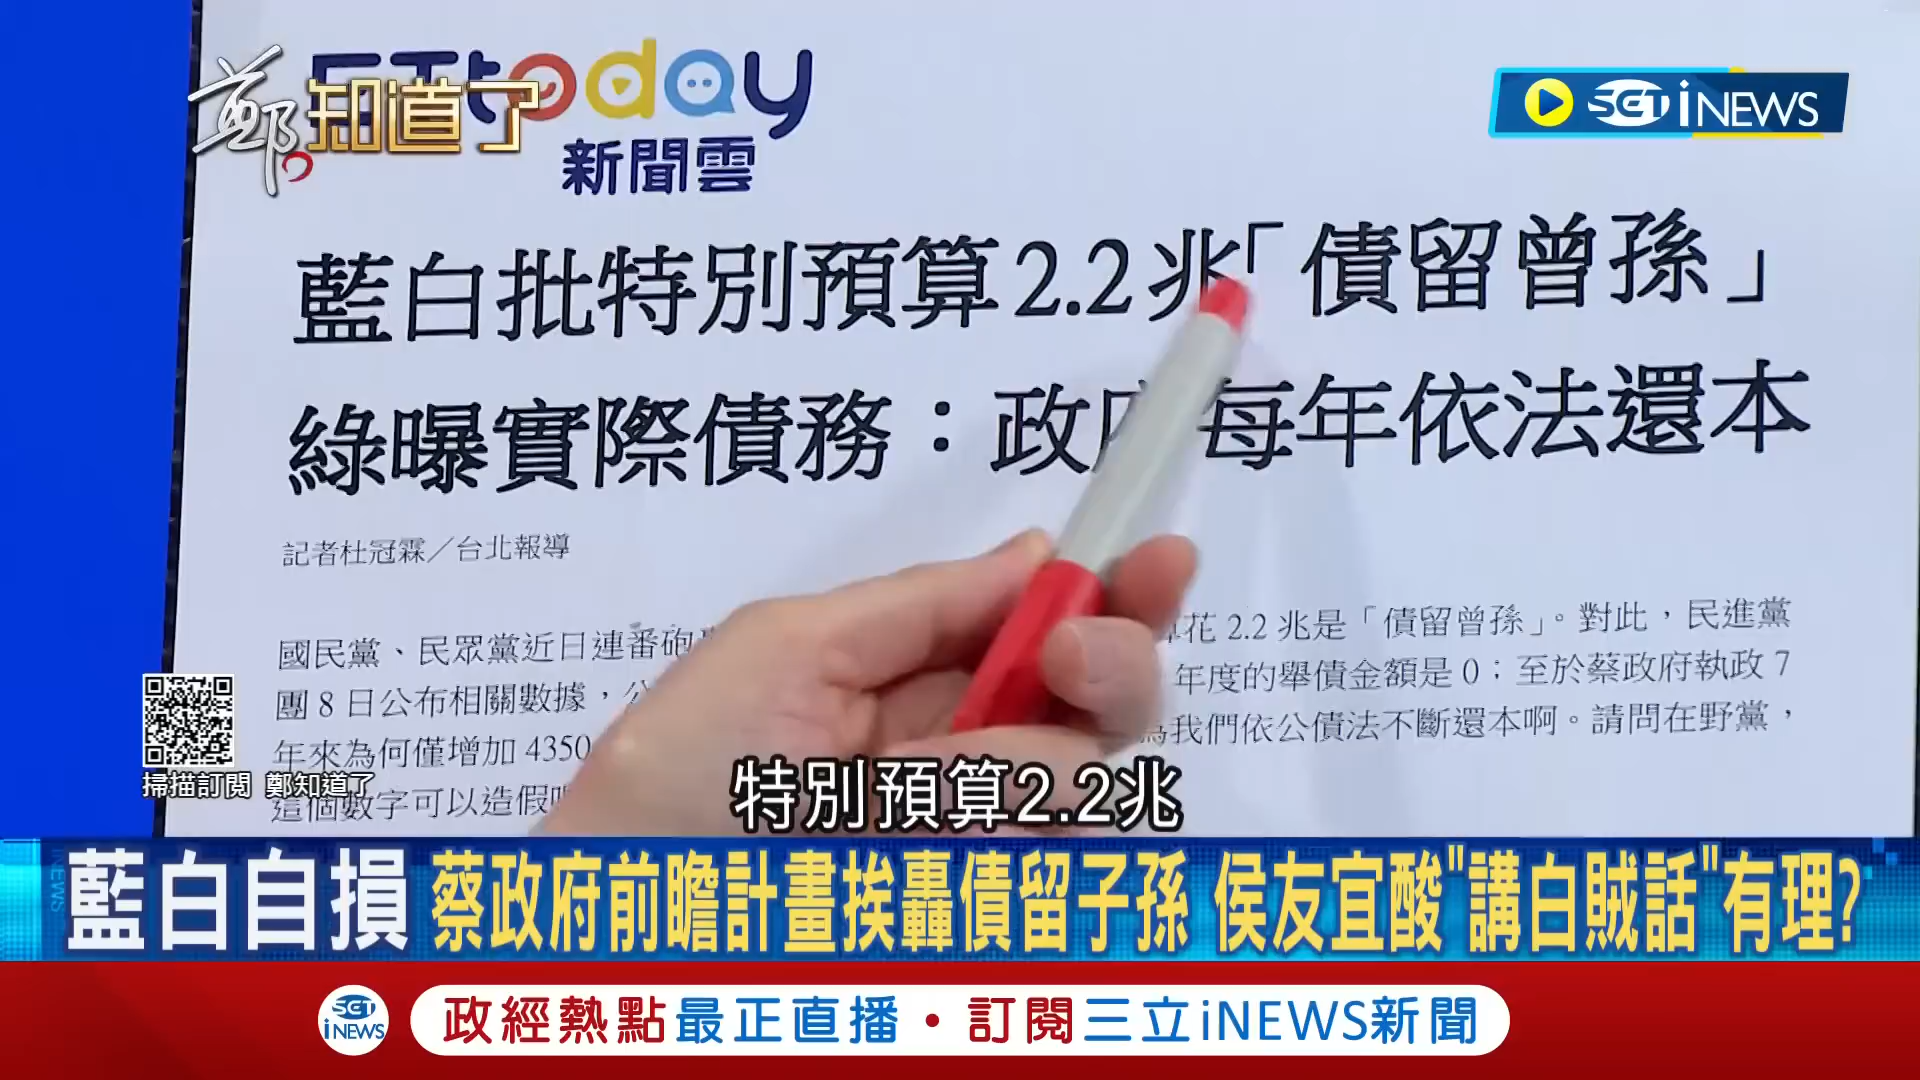 ETtoday
新聞雲
鄭知道了
SET iNEWS
藍白批特別預算2.2兆「債留曾孫」
綠曝實際債務：政府每年依法還本
記者杜冠霖／台北報導
國民黨、民眾黨近日連番砲 花 2.2 兆是「債留曾孫」。對此，民進黨
團 8 日公布相關數據， 年度的舉債金額是 0；至於蔡政府執政 7
年來為何僅增加 4350 為我們依公債法不斷還本啊。請問在野黨，
這個數字可以造假
掃描訂閱 鄭知道了
特別預算2.2兆
藍白自損 蔡政府前瞻計畫挨轟債留子孫 侯友宜酸"講白賊話"有理?
iNEWS
SET iNEWS 政經熱點最正直播・訂閱三立iNEWS新聞